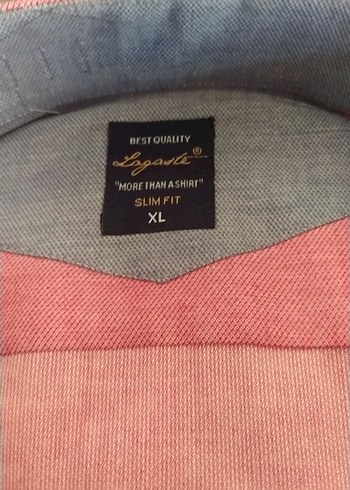 BEST QUALITY
Lagaste®
"MORE THAN A SHIRT"
SLIM FIT
XL